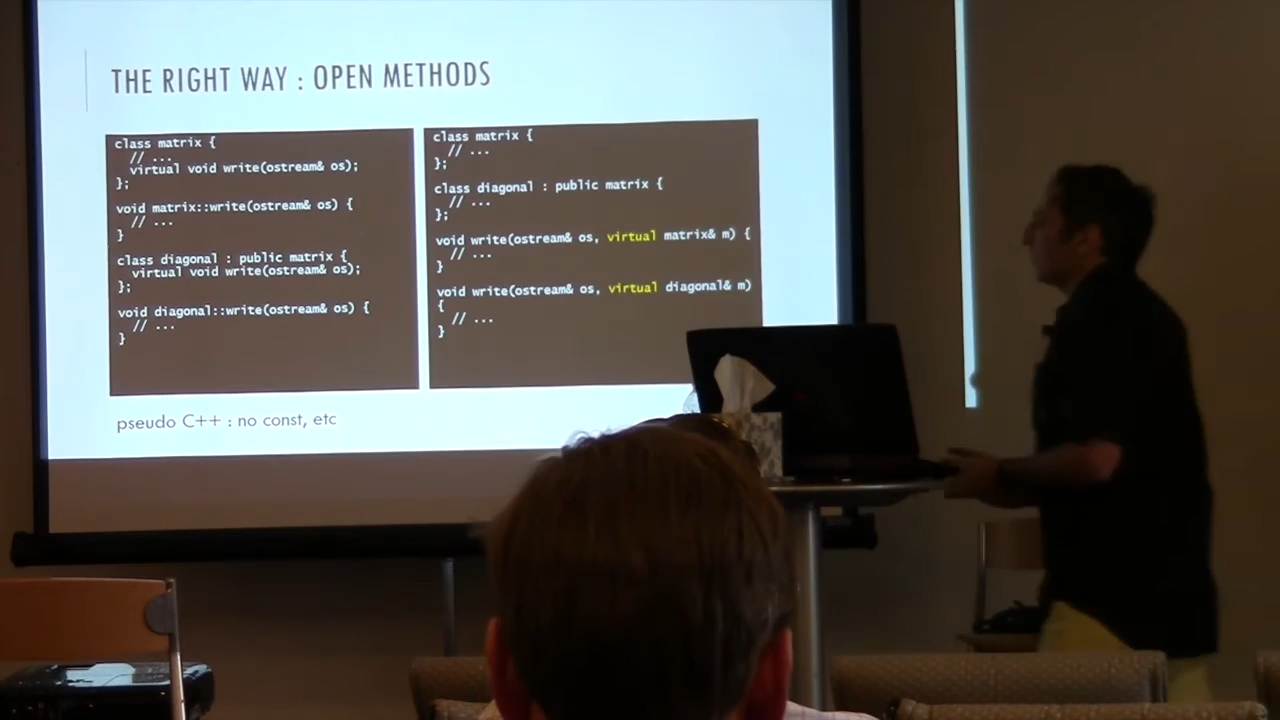 THE RIGHT WAY : OPEN METHODS
class matrix {
// ...
virtual void write(ostream& os);
};
void matrix::write(ostream& os) {
// ...
}
class diagonal : public matrix {
virtual void write(ostream& os);
};
void diagonal::write(ostream& os) {
// ...
}
class matrix {
// ...
};
class diagonal : public matrix {
// ...
};
void write(ostream& os, virtual matrix& m) {
// ...
}
void write(ostream& os, virtual diagonal& m)
{
// ...
}
pseudo C++ : no const, etc